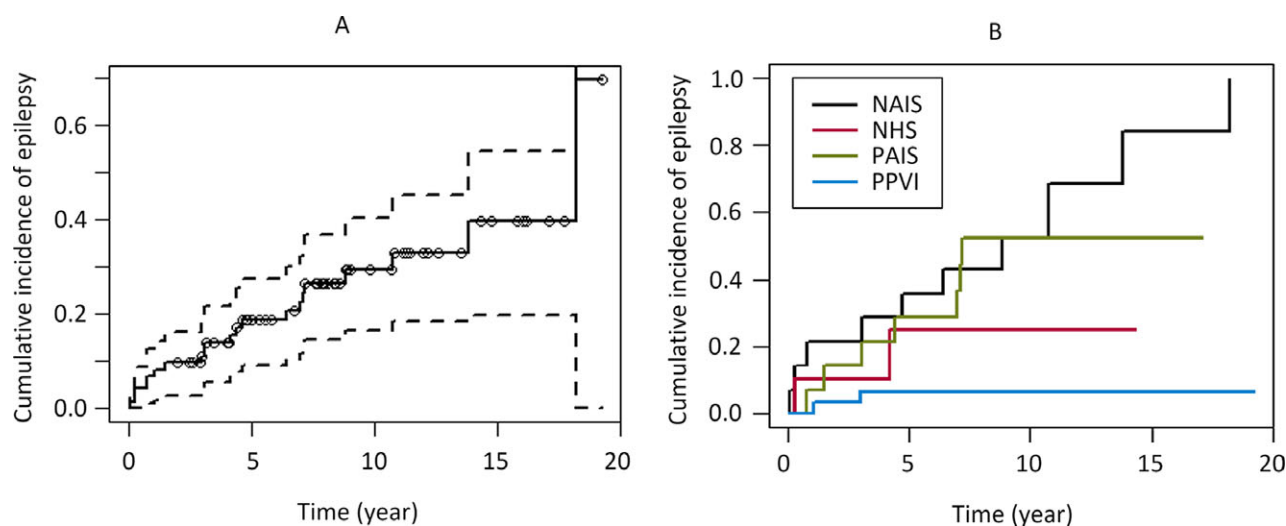 A
Cumulative incidence of epilepsy
0.6
0.4
0.2
0.0
0
5
10
15
20
Time (year)
B
Cumulative incidence of epilepsy
1.0
0.8
0.6
0.4
0.2
0.0
NAIS
NHS
PAIS
PPVI
0
5
10
15
20
Time (year)